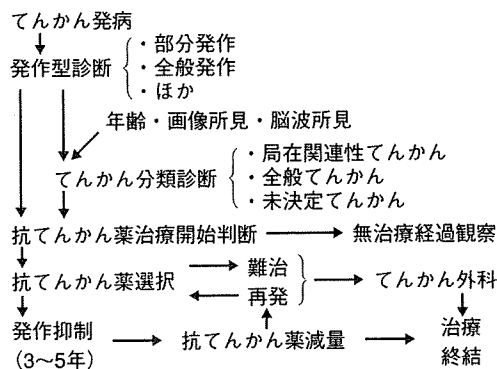 てんかん発病
発作型診断
・部分発作
・全般発作
・ほか
年齢・画像所見・脳波所見
てんかん分類診断
・局在関連性てんかん
・全般てんかん
・未決定てんかん
抗てんかん薬治療開始判断
無治療経過観察
抗てんかん薬選択
難治
再発
てんかん外科
発作抑制
(3〜5年)
抗てんかん薬減量
治療
終結